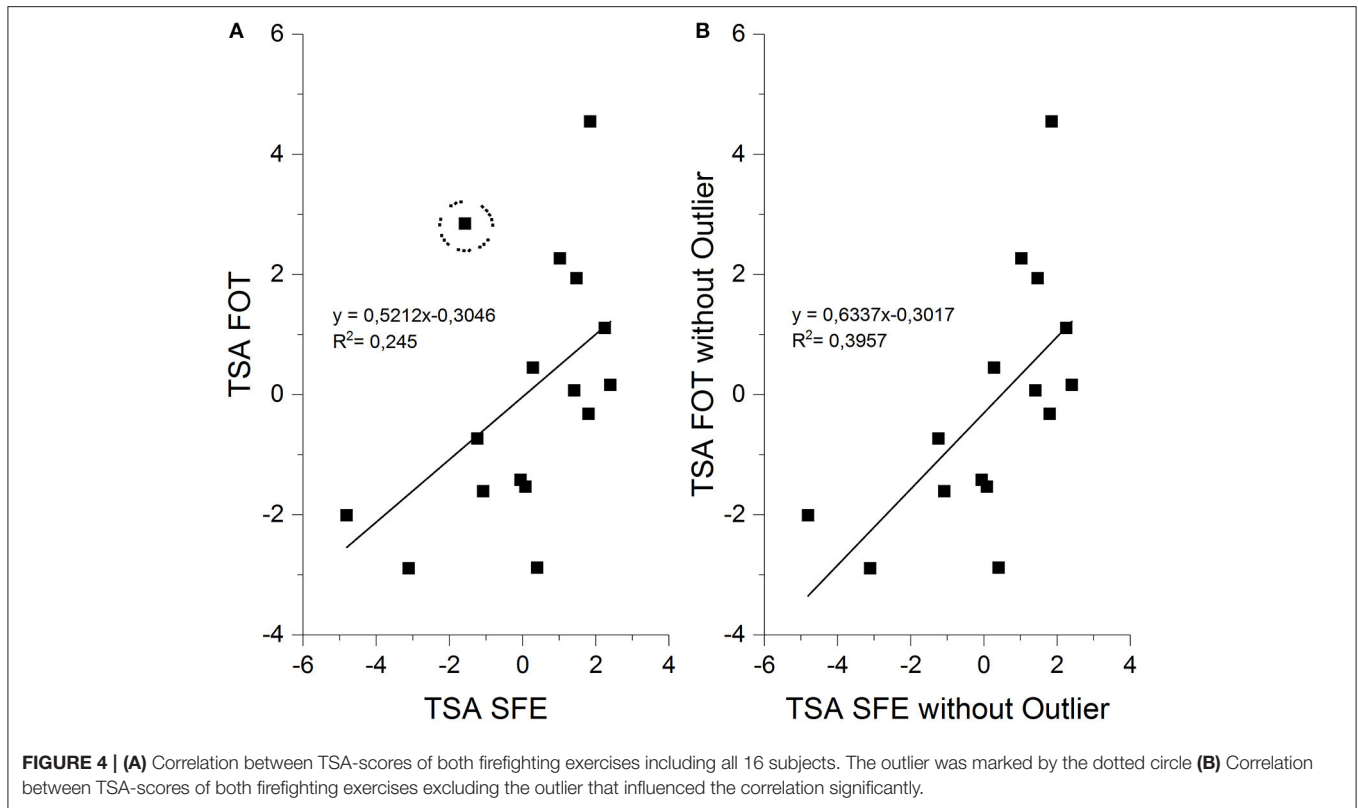 A
6
4
2
0
-2
-4
TSA FOT
y = 0,5212x-0,3046
R2= 0,245
-6 -4 -2 0 2 4
TSA SFE
B
6
4
2
0
-2
-4
TSA FOT without Outlier
y = 0,6337x-0,3017
R2= 0,3957
-6 -4 -2 0 2 4
TSA SFE without Outlier
FIGURE 4 | (A) Correlation between TSA-scores of both firefighting exercises including all 16 subjects. The outlier was marked by the dotted circle (B) Correlation
between TSA-scores of both firefighting exercises excluding the outlier that influenced the correlation significantly.